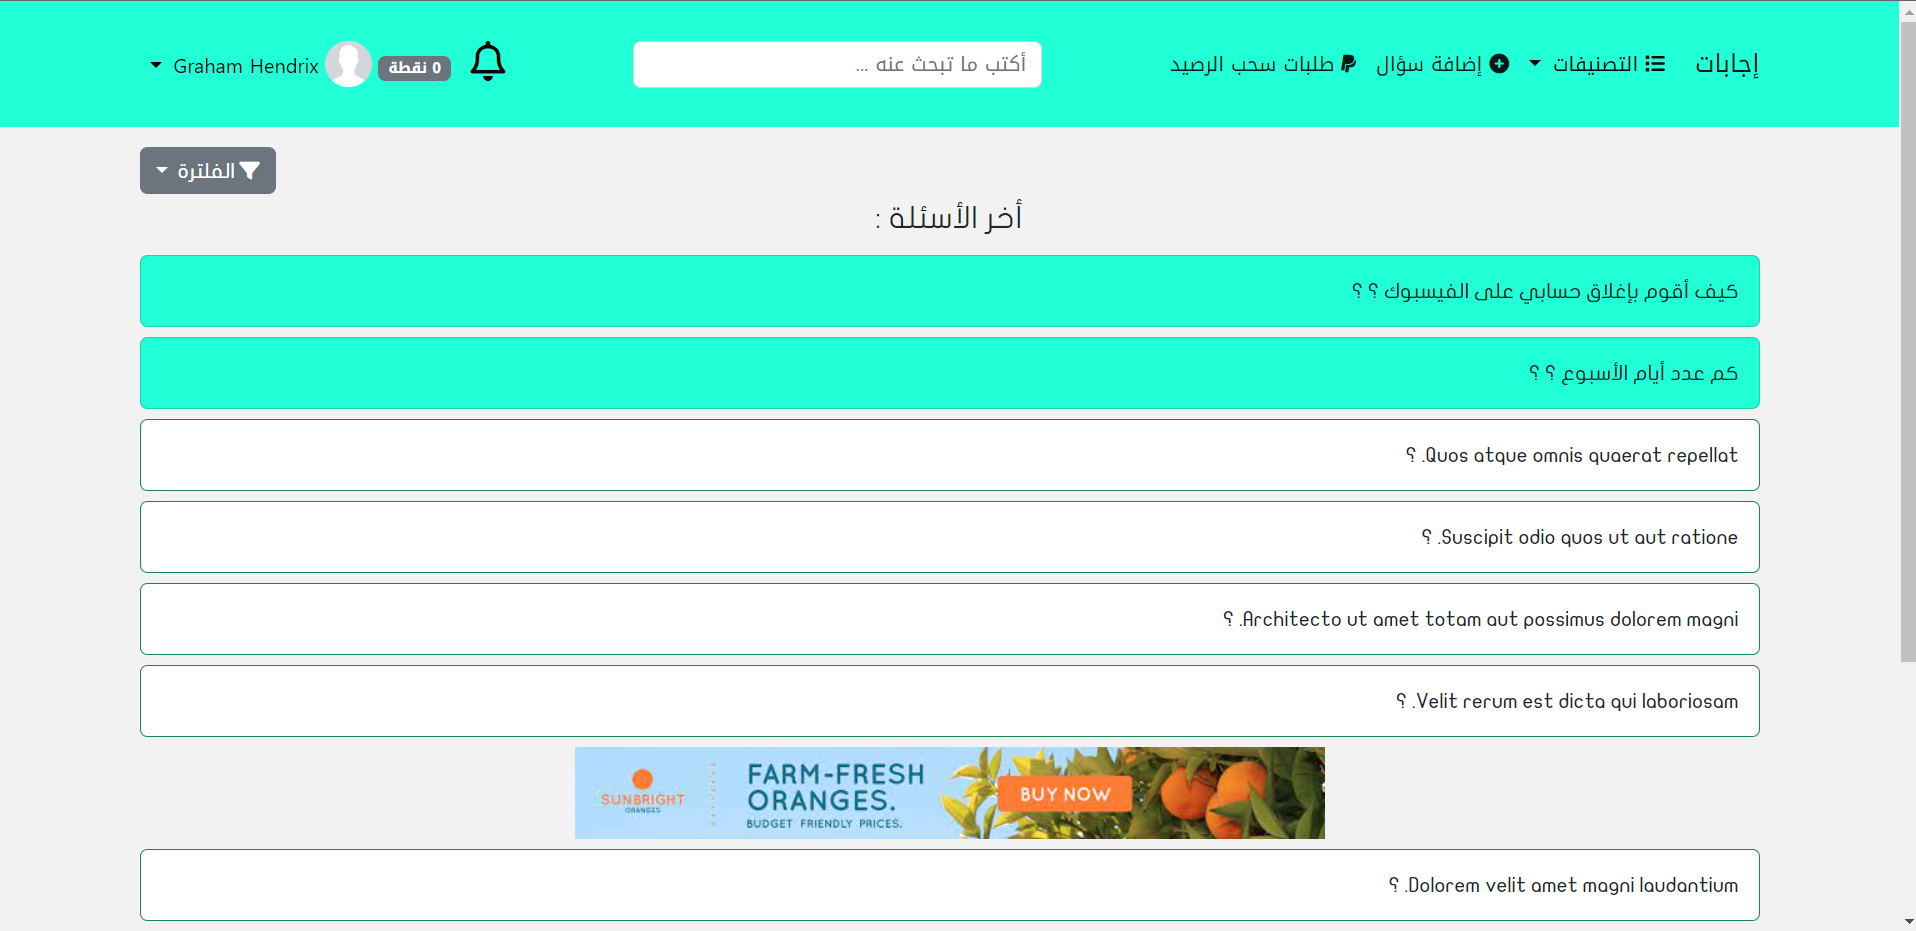 إجابات
التصنيفات
إضافة سؤال
طلبات سحب الرصيد
أكتب ما تبحث عنه ...
0 نقطة
Graham Hendrix
الفلترة
أخر الأسئلة :
كيف أقوم بإغلاق حسابي على الفيسبوك ؟ ؟
كم عدد أيام الأسبوع ؟ ؟
Quos atque omnis quaerat repellat. ؟
Suscipit odio quos ut aut ratione. ؟
Architecto ut amet totam aut possimus dolorem magni. ؟
Velit rerum est dicta qui laboriosam. ؟
SUNBRIGHT
ORANGES
FARM-FRESH
ORANGES.
BUDGET FRIENDLY PRICES.
BUY NOW
Dolorem velit amet magni laudantium. ؟